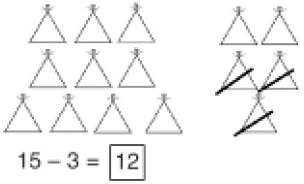 15 – 3 = 12